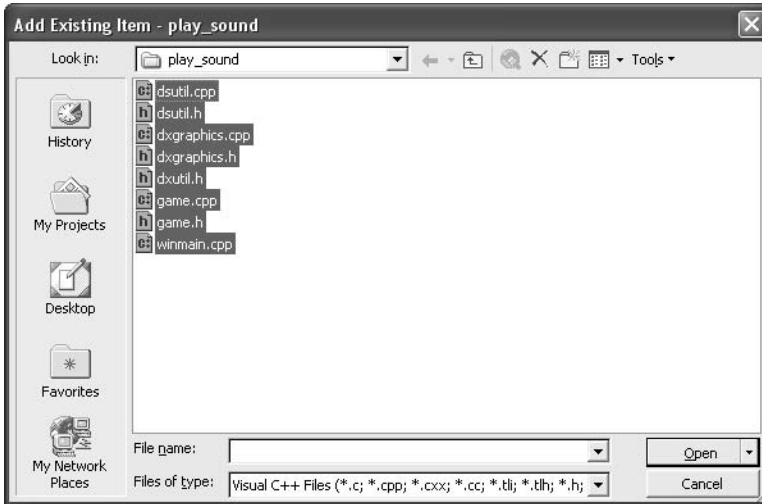 Add Existing Item - play_sound
Look in: play_sound Tools
dsutil.cpp
dsutil.h
dxgraphics.cpp
dxgraphics.h
dxutil.h
game.cpp
game.h
winmain.cpp
History
My Projects
Desktop
Favorites
My Network
Places
File name: Open
Files of type: Visual C++ Files (*.c; *.cpp; *.cxx; *.cc; *.tli; *.tlh; *.h; Cancel